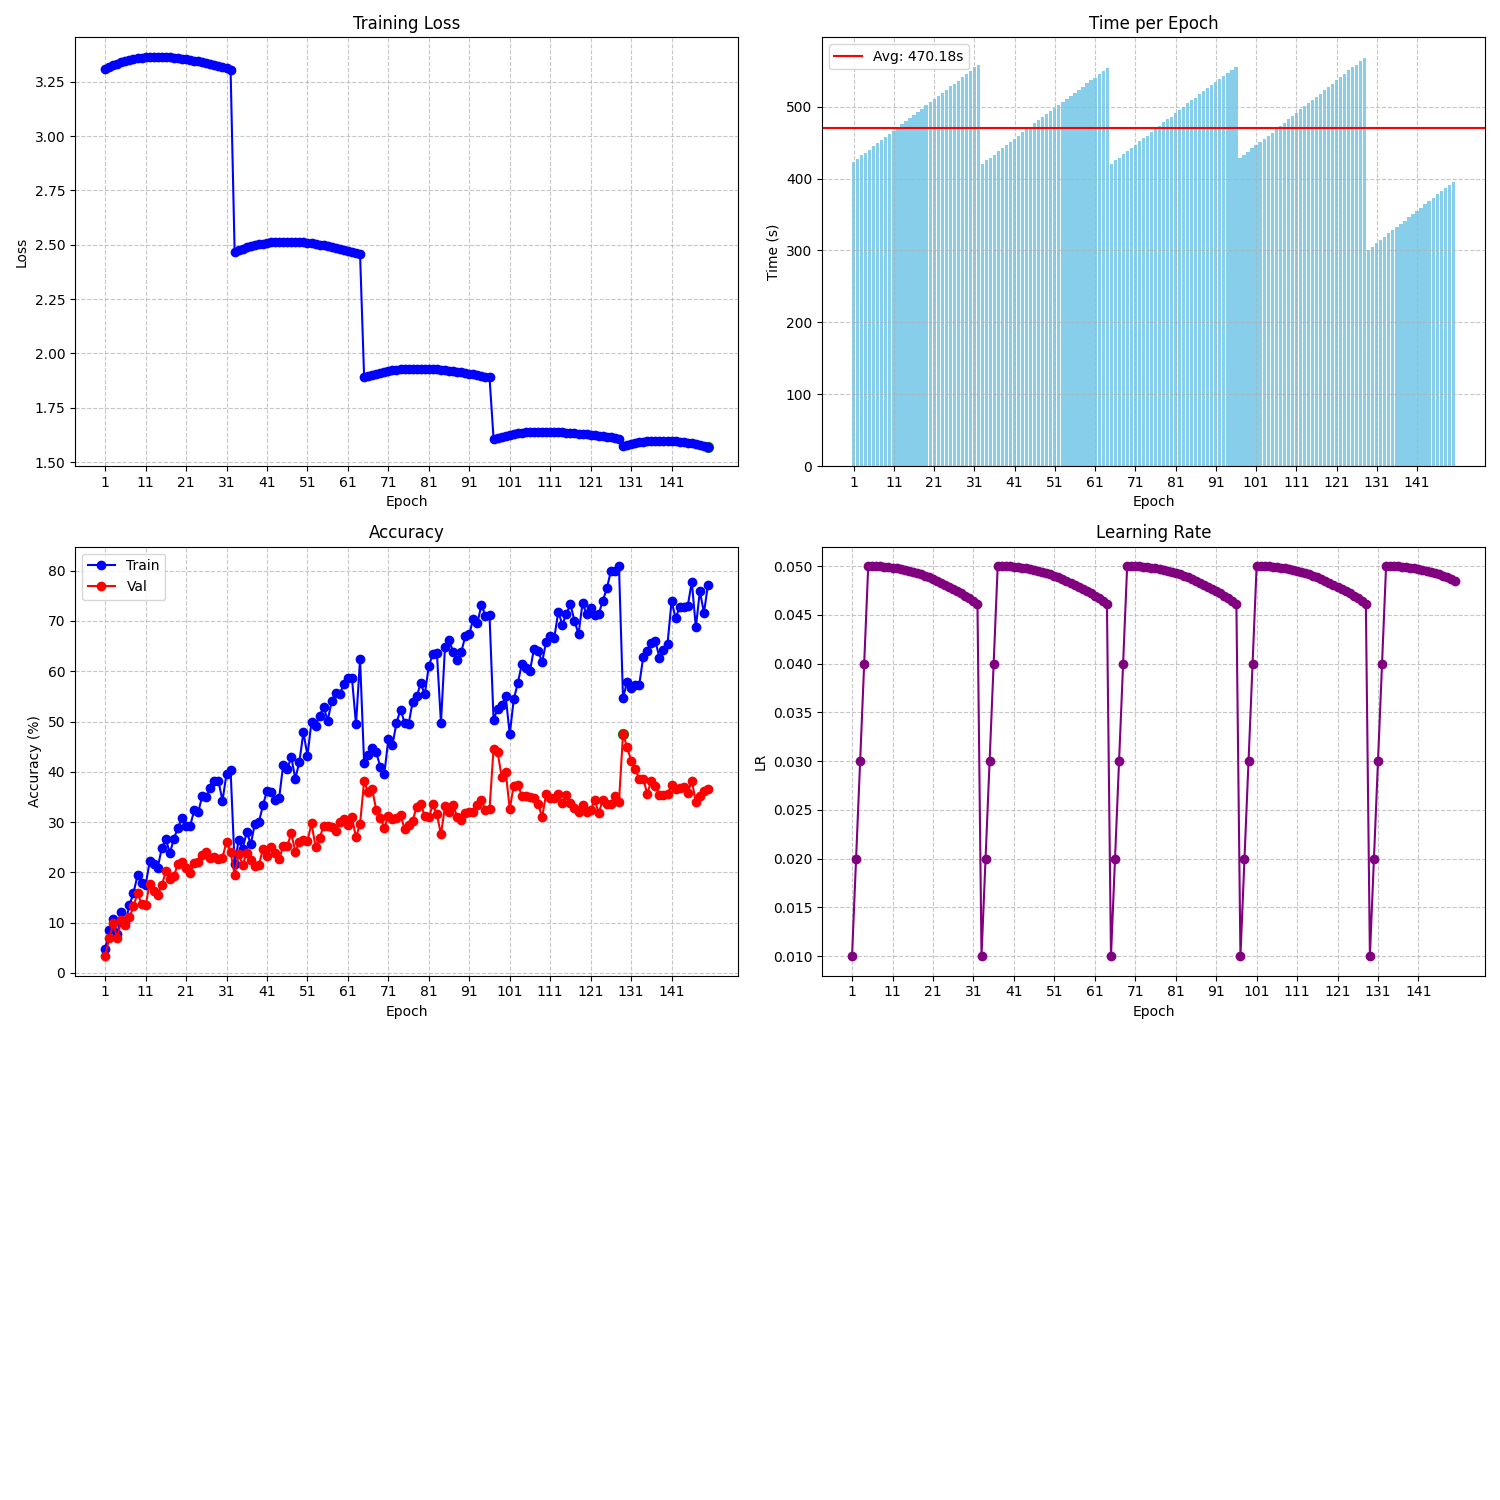 Training Loss
Loss
3.25
3.00
2.75
2.50
2.25
2.00
1.75
1.50
1 11 21 31 41 51 61 71 81 91 101 111 121 131 141
Epoch
Time per Epoch
Avg: 470.18s
Time (s)
500
400
300
200
100
0
1 11 21 31 41 51 61 71 81 91 101 111 121 131 141
Epoch
Accuracy
Train
Val
Accuracy (%)
80
70
60
50
40
30
20
10
0
1 11 21 31 41 51 61 71 81 91 101 111 121 131 141
Epoch
Learning Rate
LR
0.050
0.045
0.040
0.035
0.030
0.025
0.020
0.015
0.010
1 11 21 31 41 51 61 71 81 91 101 111 121 131 141
Epoch